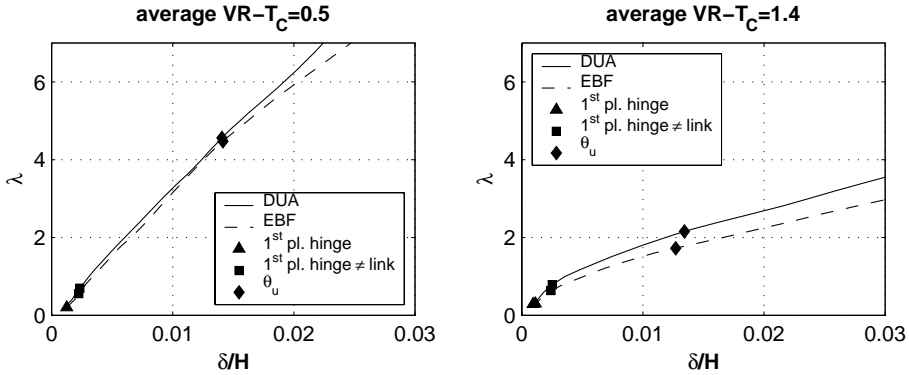 average VR−T_C=0.5
λ
6
4
2
0
0
0.01
0.02
0.03
δ/H
DUA
EBF
1st pl. hinge
1st pl. hinge ≠ link
θ_u
average VR−T_C=1.4
λ
6
4
2
0
0
0.01
0.02
0.03
δ/H
DUA
EBF
1st pl. hinge
1st pl. hinge ≠ link
θ_u